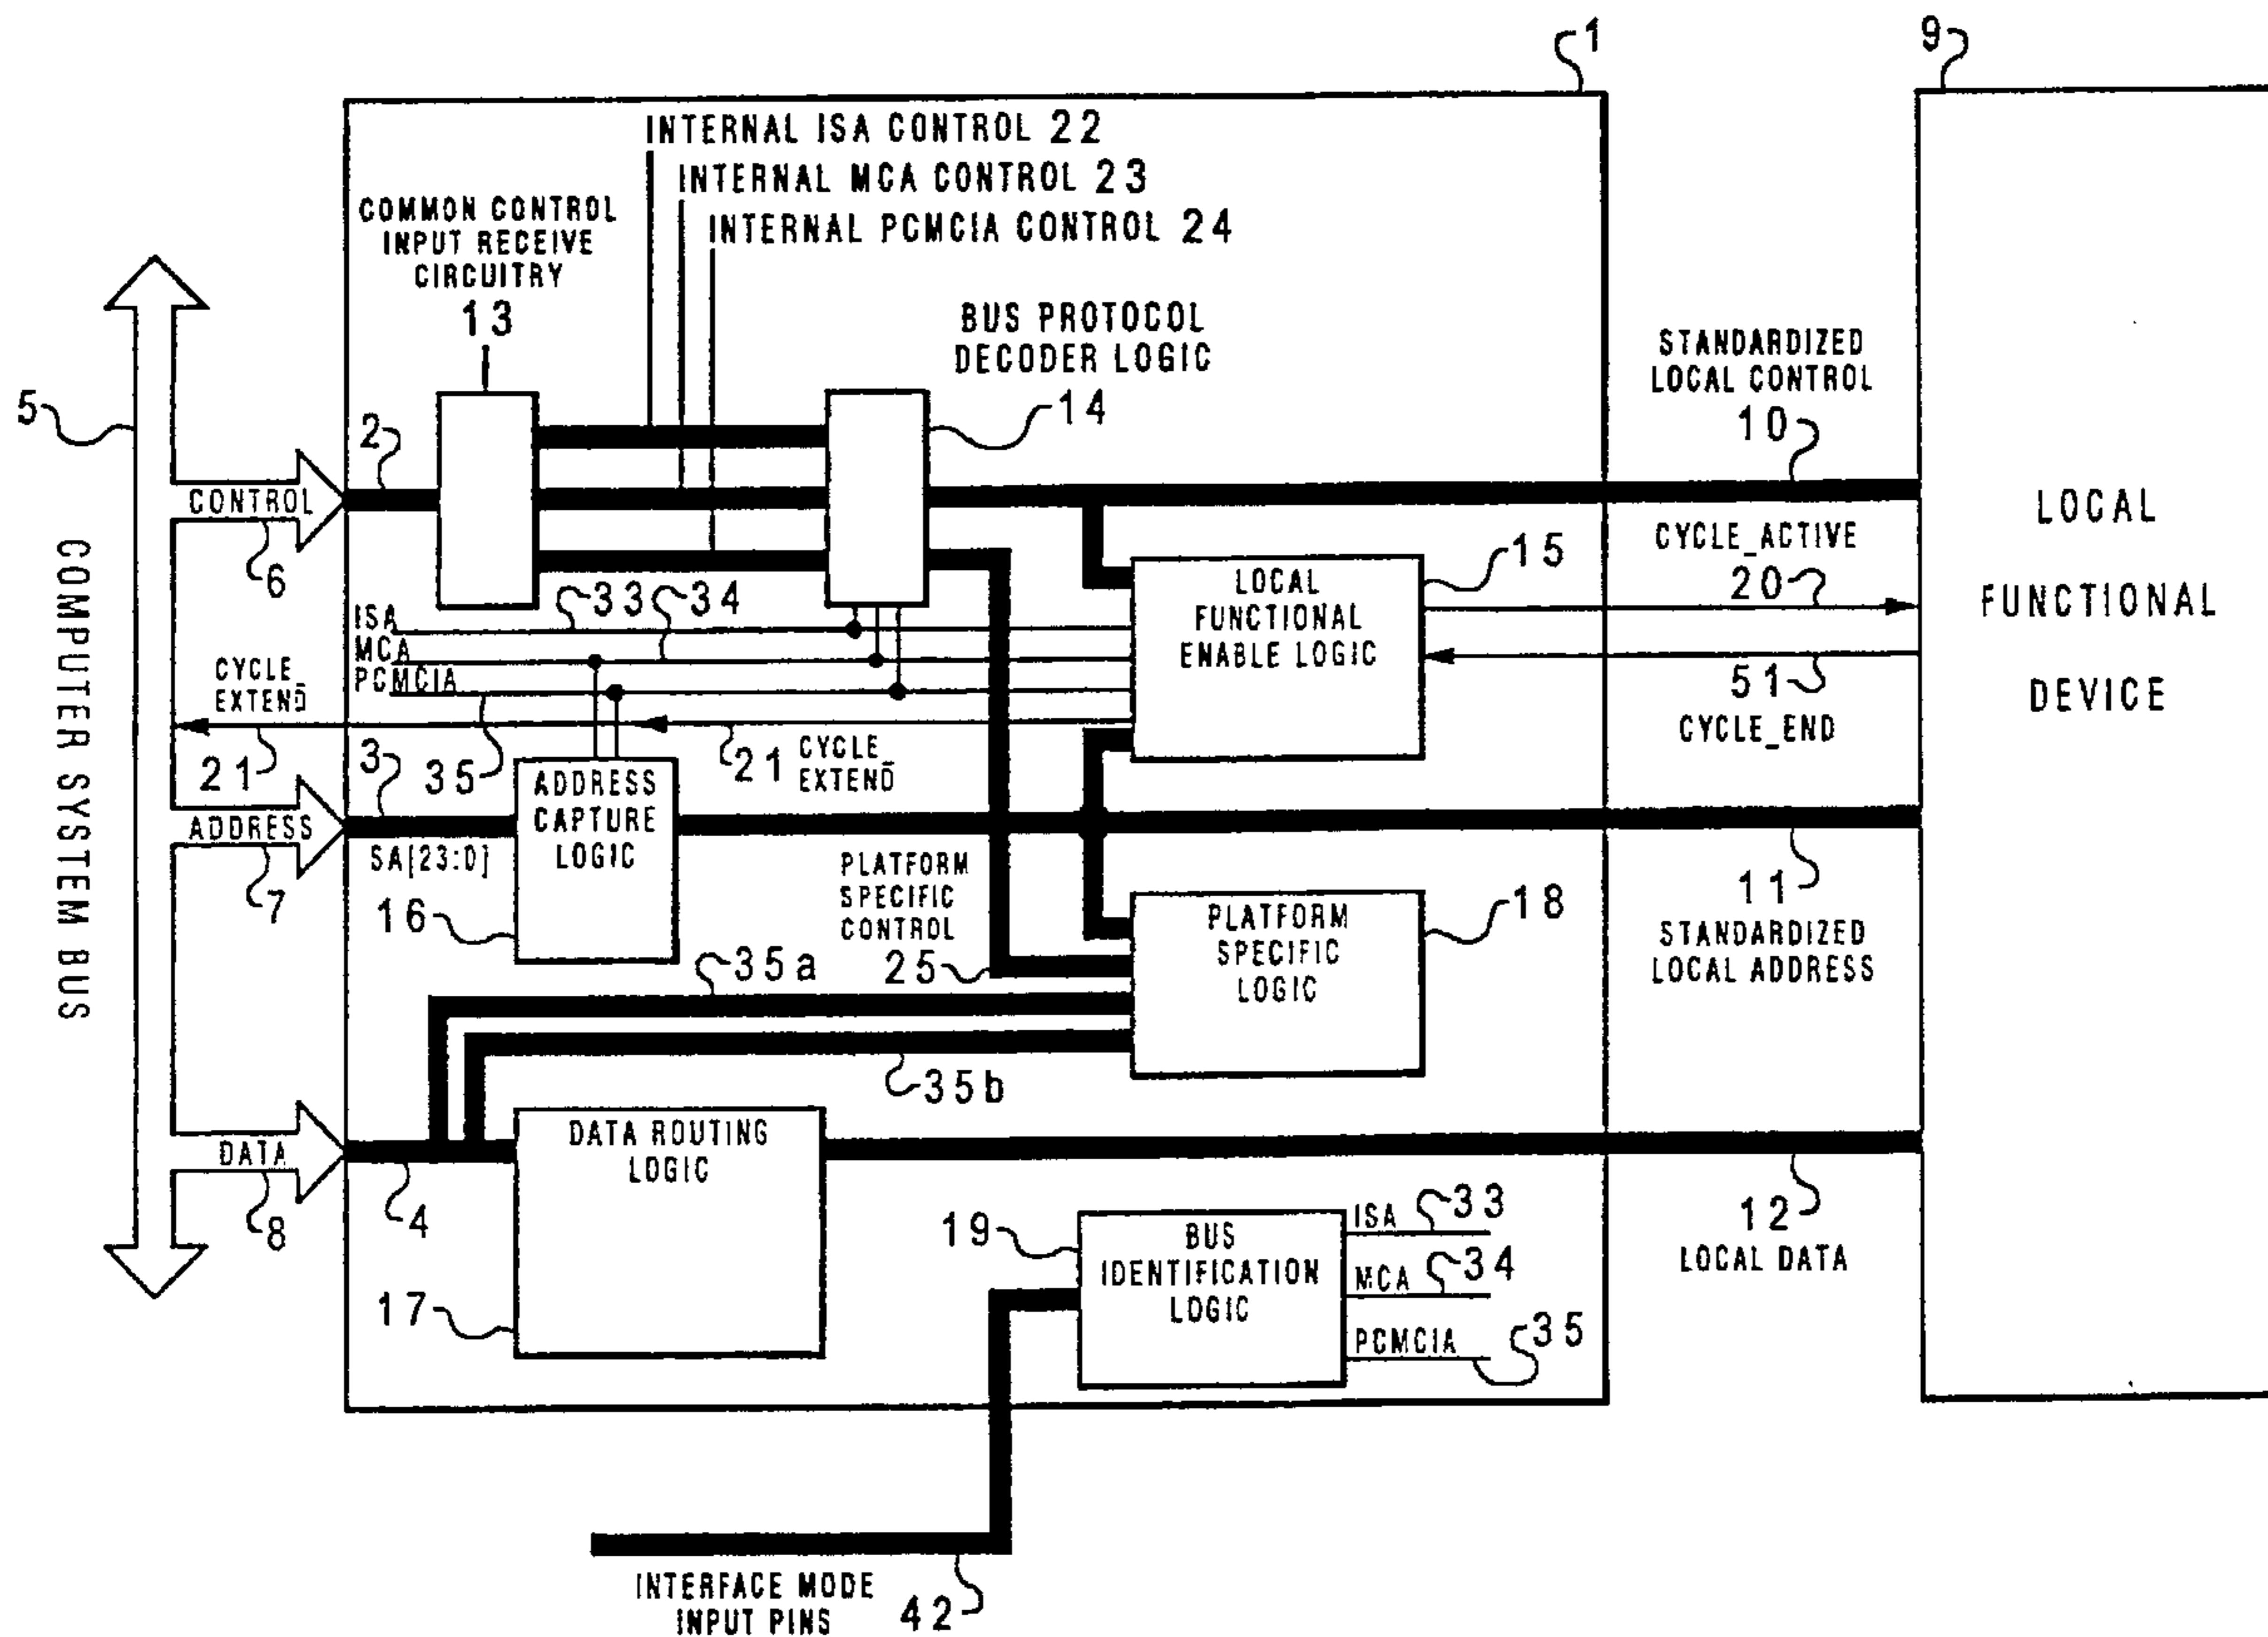 1
9
INTERNAL ISA CONTROL 22
INTERNAL MCA CONTROL 23
INTERNAL PCMCIA CONTROL 24
COMMON CONTROL
INPUT RECEIVE
CIRCUITRY
13
BUS PROTOCOL
DECODER LOGIC
14
STANDARDIZED
LOCAL CONTROL
10
5
2
CONTROL
6
COMPUTER SYSTEM BUS
LOCAL
FUNCTIONAL
DEVICE
CYCLE_ACTIVE
20
15
LOCAL
FUNCTIONAL
ENABLE LOGIC
33
34
ISA
MCA
PCMCIA
CYCLE
EXTEND
21
35
21
CYCLE
EXTEND
51
CYCLE_END
3
ADDRESS
7
SA[23:0]
ADDRESS
CAPTURE
LOGIC
16
PLATFORM
SPECIFIC
CONTROL
25
PLATFORM
SPECIFIC
LOGIC
18
11
STANDARDIZED
LOCAL ADDRESS
35a
35b
DATA
8
4
DATA ROUTING
LOGIC
17
19
BUS
IDENTIFICATION
LOGIC
ISA
33
MCA
34
PCMCIA
35
12
LOCAL DATA
INTERFACE MODE
INPUT PINS
42